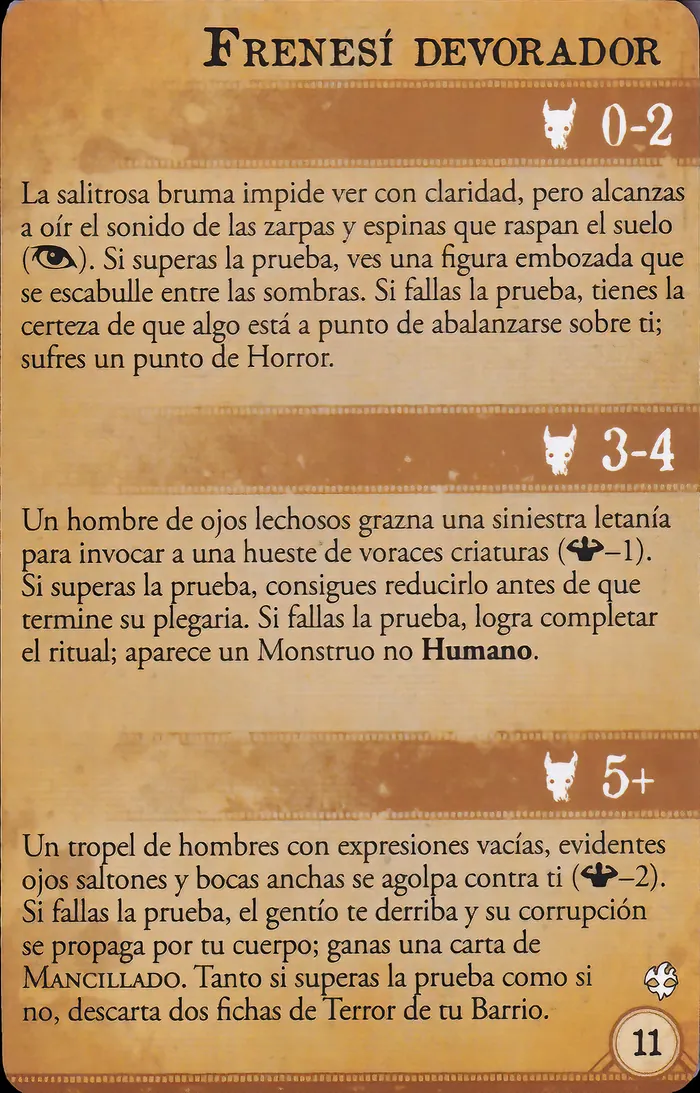 Frenesí devorador
0-2
La salitrosa bruma impide ver con claridad, pero alcanzas
a oír el sonido de las zarpas y espinas que raspan el suelo
(). Si superas la prueba, ves una figura embozada que
se escabulle entre las sombras. Si fallas la prueba, tienes la
certeza de que algo está a punto de abalanzarse sobre ti;
sufres un punto de Horror.
3-4
Un hombre de ojos lechosos grazna una siniestra letanía
para invocar a una hueste de voraces criaturas (–1).
Si superas la prueba, consigues reducirlo antes de que
termine su plegaria. Si fallas la prueba, logra completar
el ritual; aparece un Monstruo no Humano.
5+
Un tropel de hombres con expresiones vacías, evidentes
ojos saltones y bocas anchas se agolpa contra ti (–2).
Si fallas la prueba, el gentío te derriba y su corrupción
se propaga por tu cuerpo; ganas una carta de
Mancillado. Tanto si superas la prueba como si
no, descarta dos fichas de Terror de tu Barrio.
11